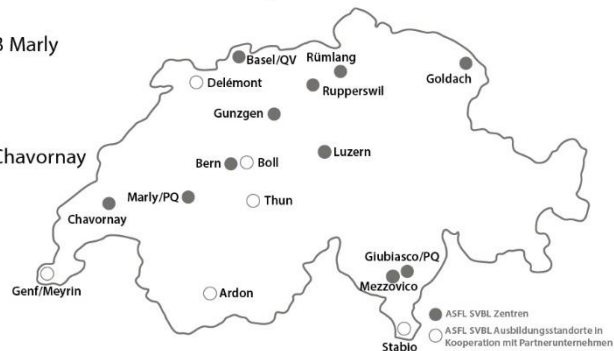 3 Marly
Chavornay
Basel/QV
Rümlang
Delémont
Rupperswil
Goldach
Gunzgen
Bern
Boll
Luzern
Marly/PQ
Thun
Chavornay
Giubiasco/PQ
Mezzovico
Genf/Meyrin
Ardon
Stabio
ASFL SVBL Zentren
ASFL SVBL Ausbildungsstandorte in
Kooperation mit Partnerunternehmen